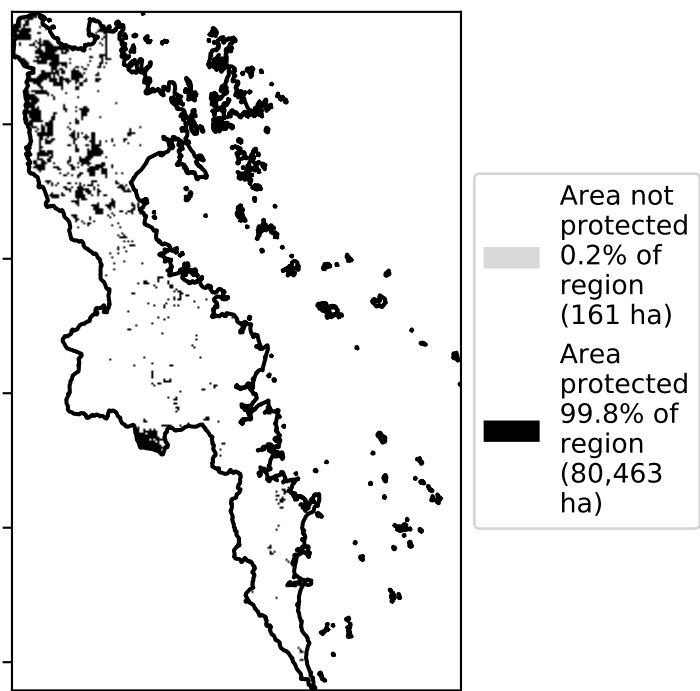 Area not
protected
0.2% of
region
(161 ha)
Area
protected
99.8% of
region
(80,463
ha)